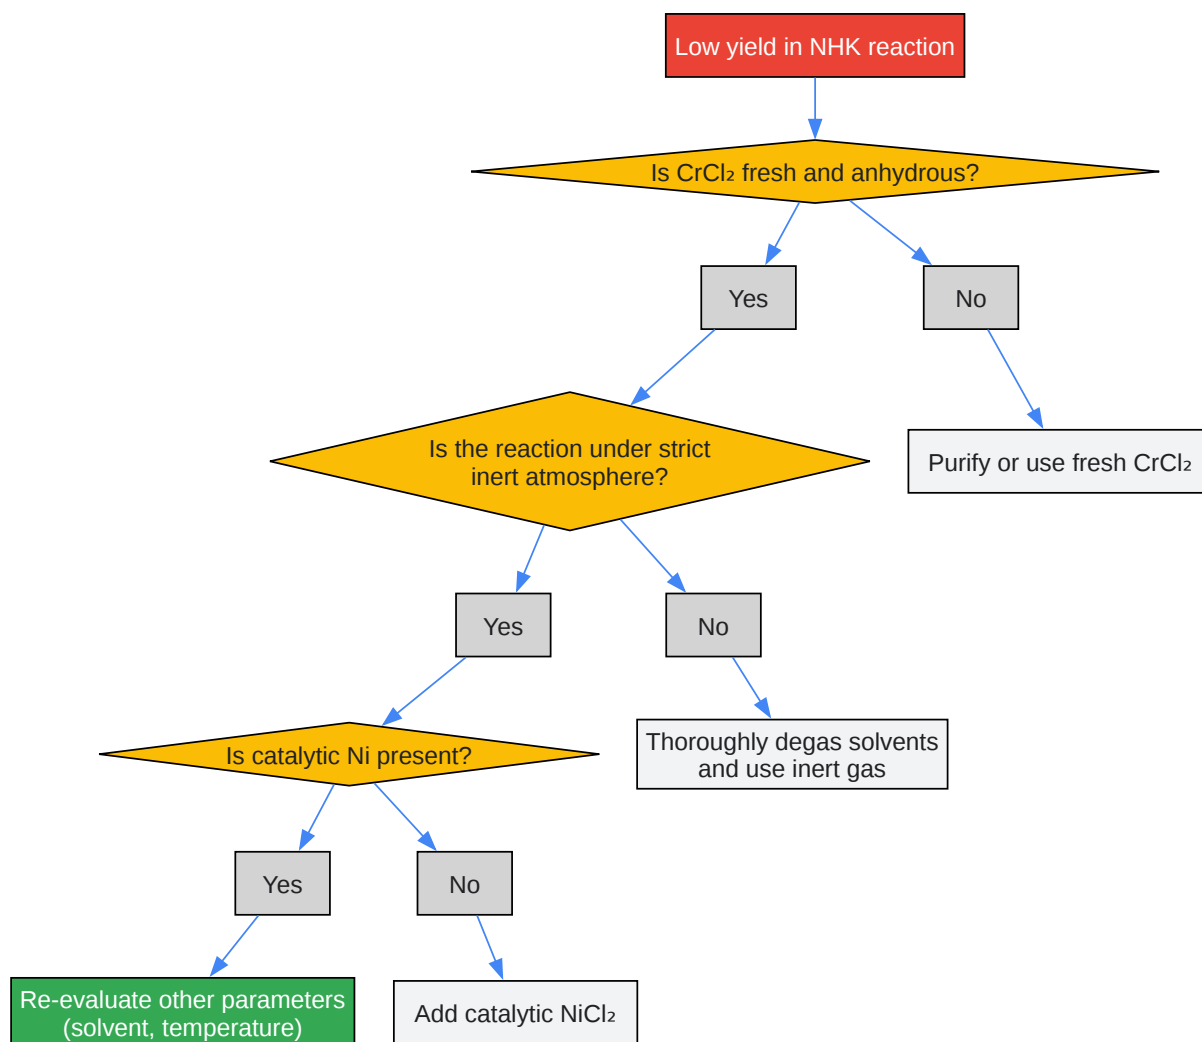 Low yield in NHK reaction
Is CrCl₂ fresh and anhydrous?
Yes
No
Is the reaction under strict
inert atmosphere?
Purify or use fresh CrCl₂
Yes
No
Is catalytic Ni present?
Thoroughly degas solvents
and use inert gas
Yes
No
Re-evaluate other parameters
(solvent, temperature)
Add catalytic NiCl₂